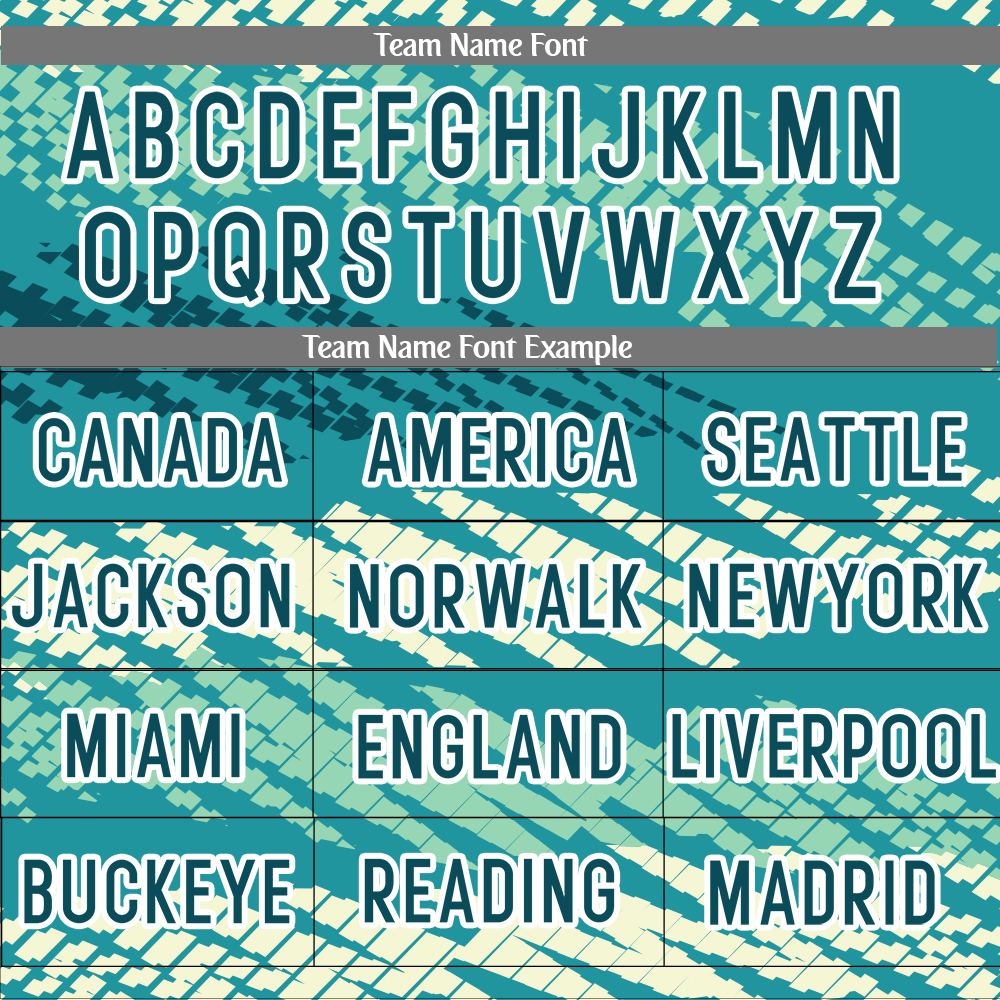 Team Name Font
ABCDEFGHIJKLMN
OPQRSTUVWXYZ
Team Name Font Example
CANADA AMERICA SEATTLE
JACKSON NORWALK NEWYORK
MIAMI ENGLAND LIVERPOOL
BUCKEYE READING MADRID